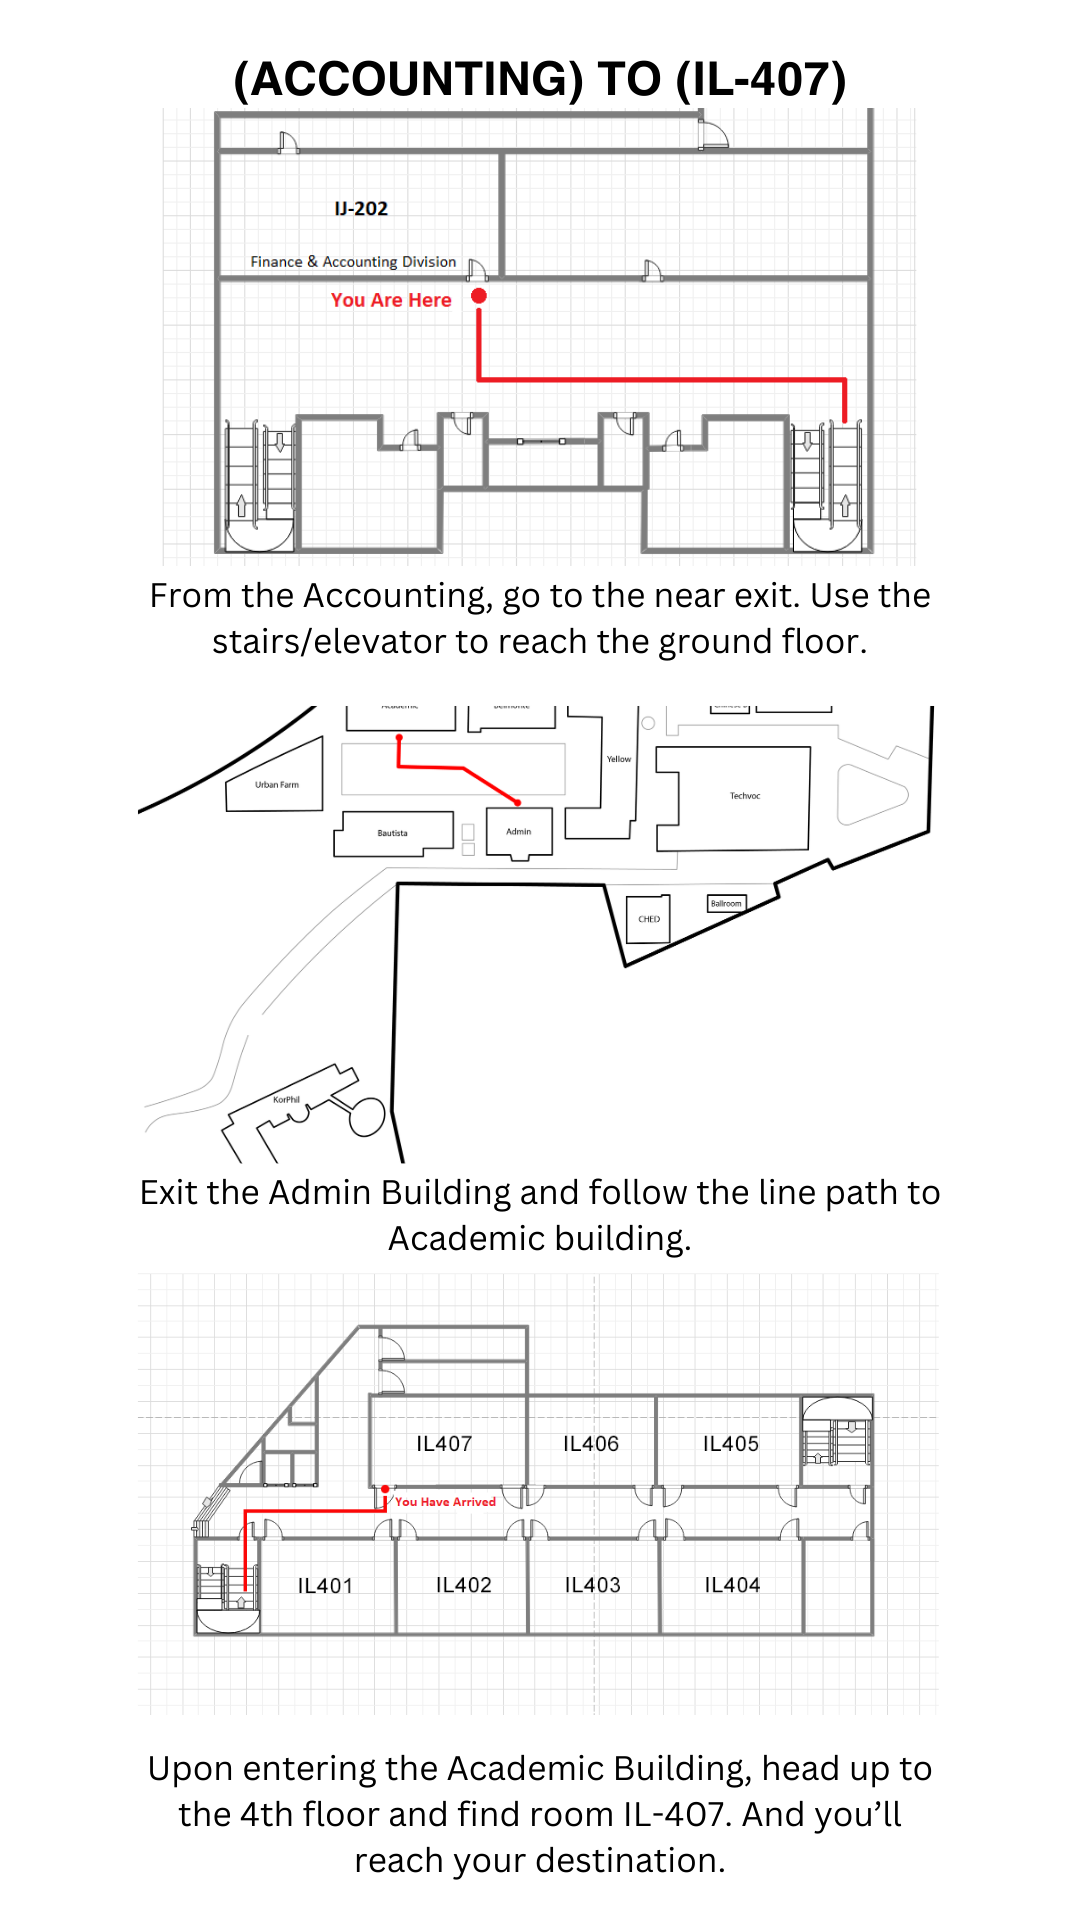 (ACCOUNTING) TO (IL-407)
IJ-202
Finance & Accounting Division
You Are Here
From the Accounting, go to the near exit. Use the
stairs/elevator to reach the ground floor.
Academic
Belmonte
Yellow
Urban Farm
Techvoc
Bautista
Admin
CHED
Ballroom
KorPhil
Exit the Admin Building and follow the line path to
Academic building.
IL407
IL406
IL405
You Have Arrived
IL401
IL402
IL403
IL404
Upon entering the Academic Building, head up to
the 4th floor and find room IL-407. And you’ll
reach your destination.